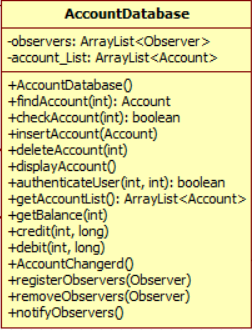 AccountDatabase
-observers: ArrayList<Observer>
-account_List: ArrayList<Account>
+AccountDatabase()
+findAccount(int): Account
+checkAccount(int): boolean
+insertAccount(Account)
+deleteAccount(int)
+displayAccount()
+authenticateUser(int, int): boolean
+getAccountList(): ArrayList<Account>
+getBalance(int)
+credit(int, long)
+debit(int, long)
+AccountChangerd()
+registerObservers(Observer)
+removeObservers(Observer)
+notifyObservers()